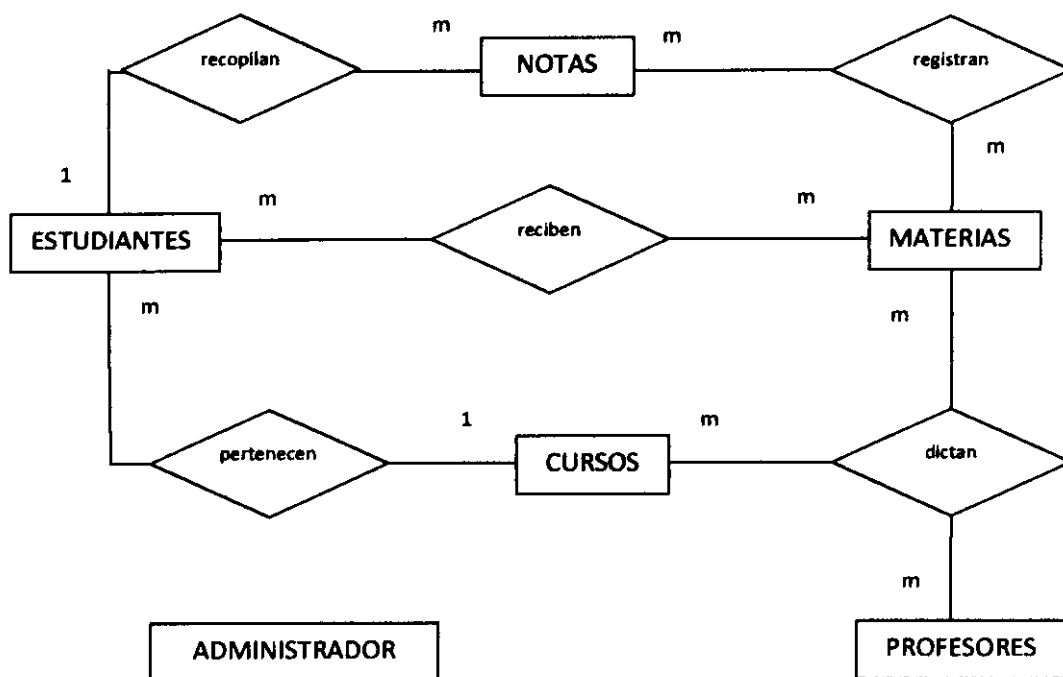 m
m
recopilan
NOTAS
registran
1
m
m
m
ESTUDIANTES
reciben
MATERIAS
m
m
1
m
pertenecen
CURSOS
dictan
m
ADMINISTRADOR
PROFESORES